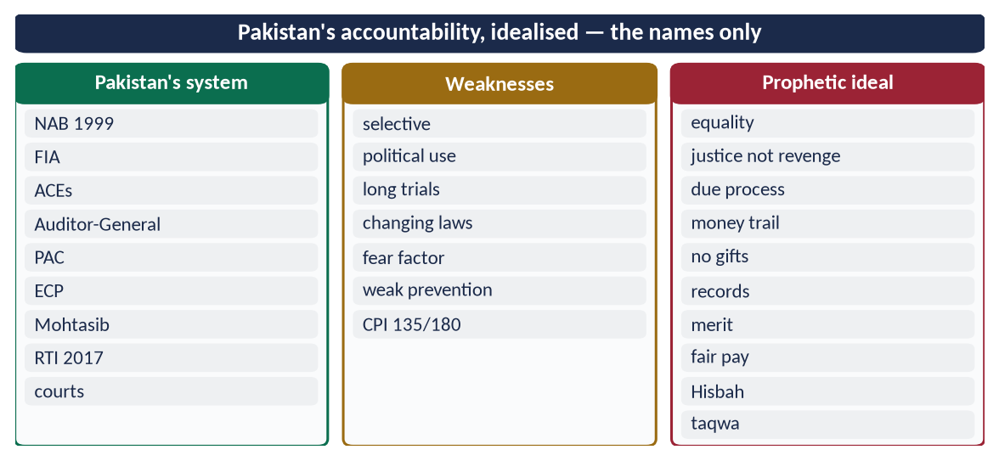 Pakistan's accountability, idealised — the names only
Pakistan's system
NAB 1999
FIA
ACEs
Auditor-General
PAC
ECP
Mohtasib
RTI 2017
courts
Weaknesses
selective
political use
long trials
changing laws
fear factor
weak prevention
CPI 135/180
Prophetic ideal
equality
justice not revenge
due process
money trail
no gifts
records
merit
fair pay
Hisbah
taqwa